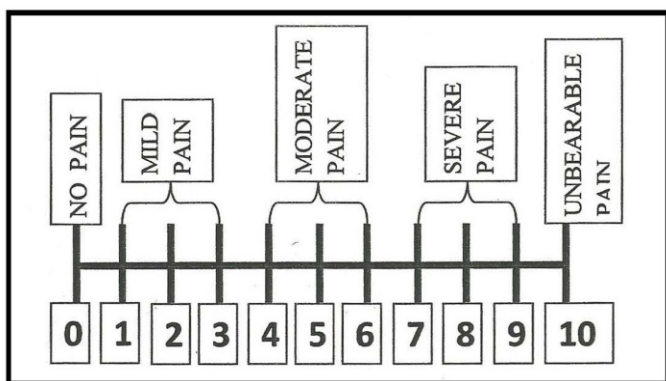 NO PAIN
MILD
PAIN
MODERATE
PAIN
SEVERE
PAIN
UNBEARABLE
PAIN
0 1 2 3 4 5 6 7 8 9 10